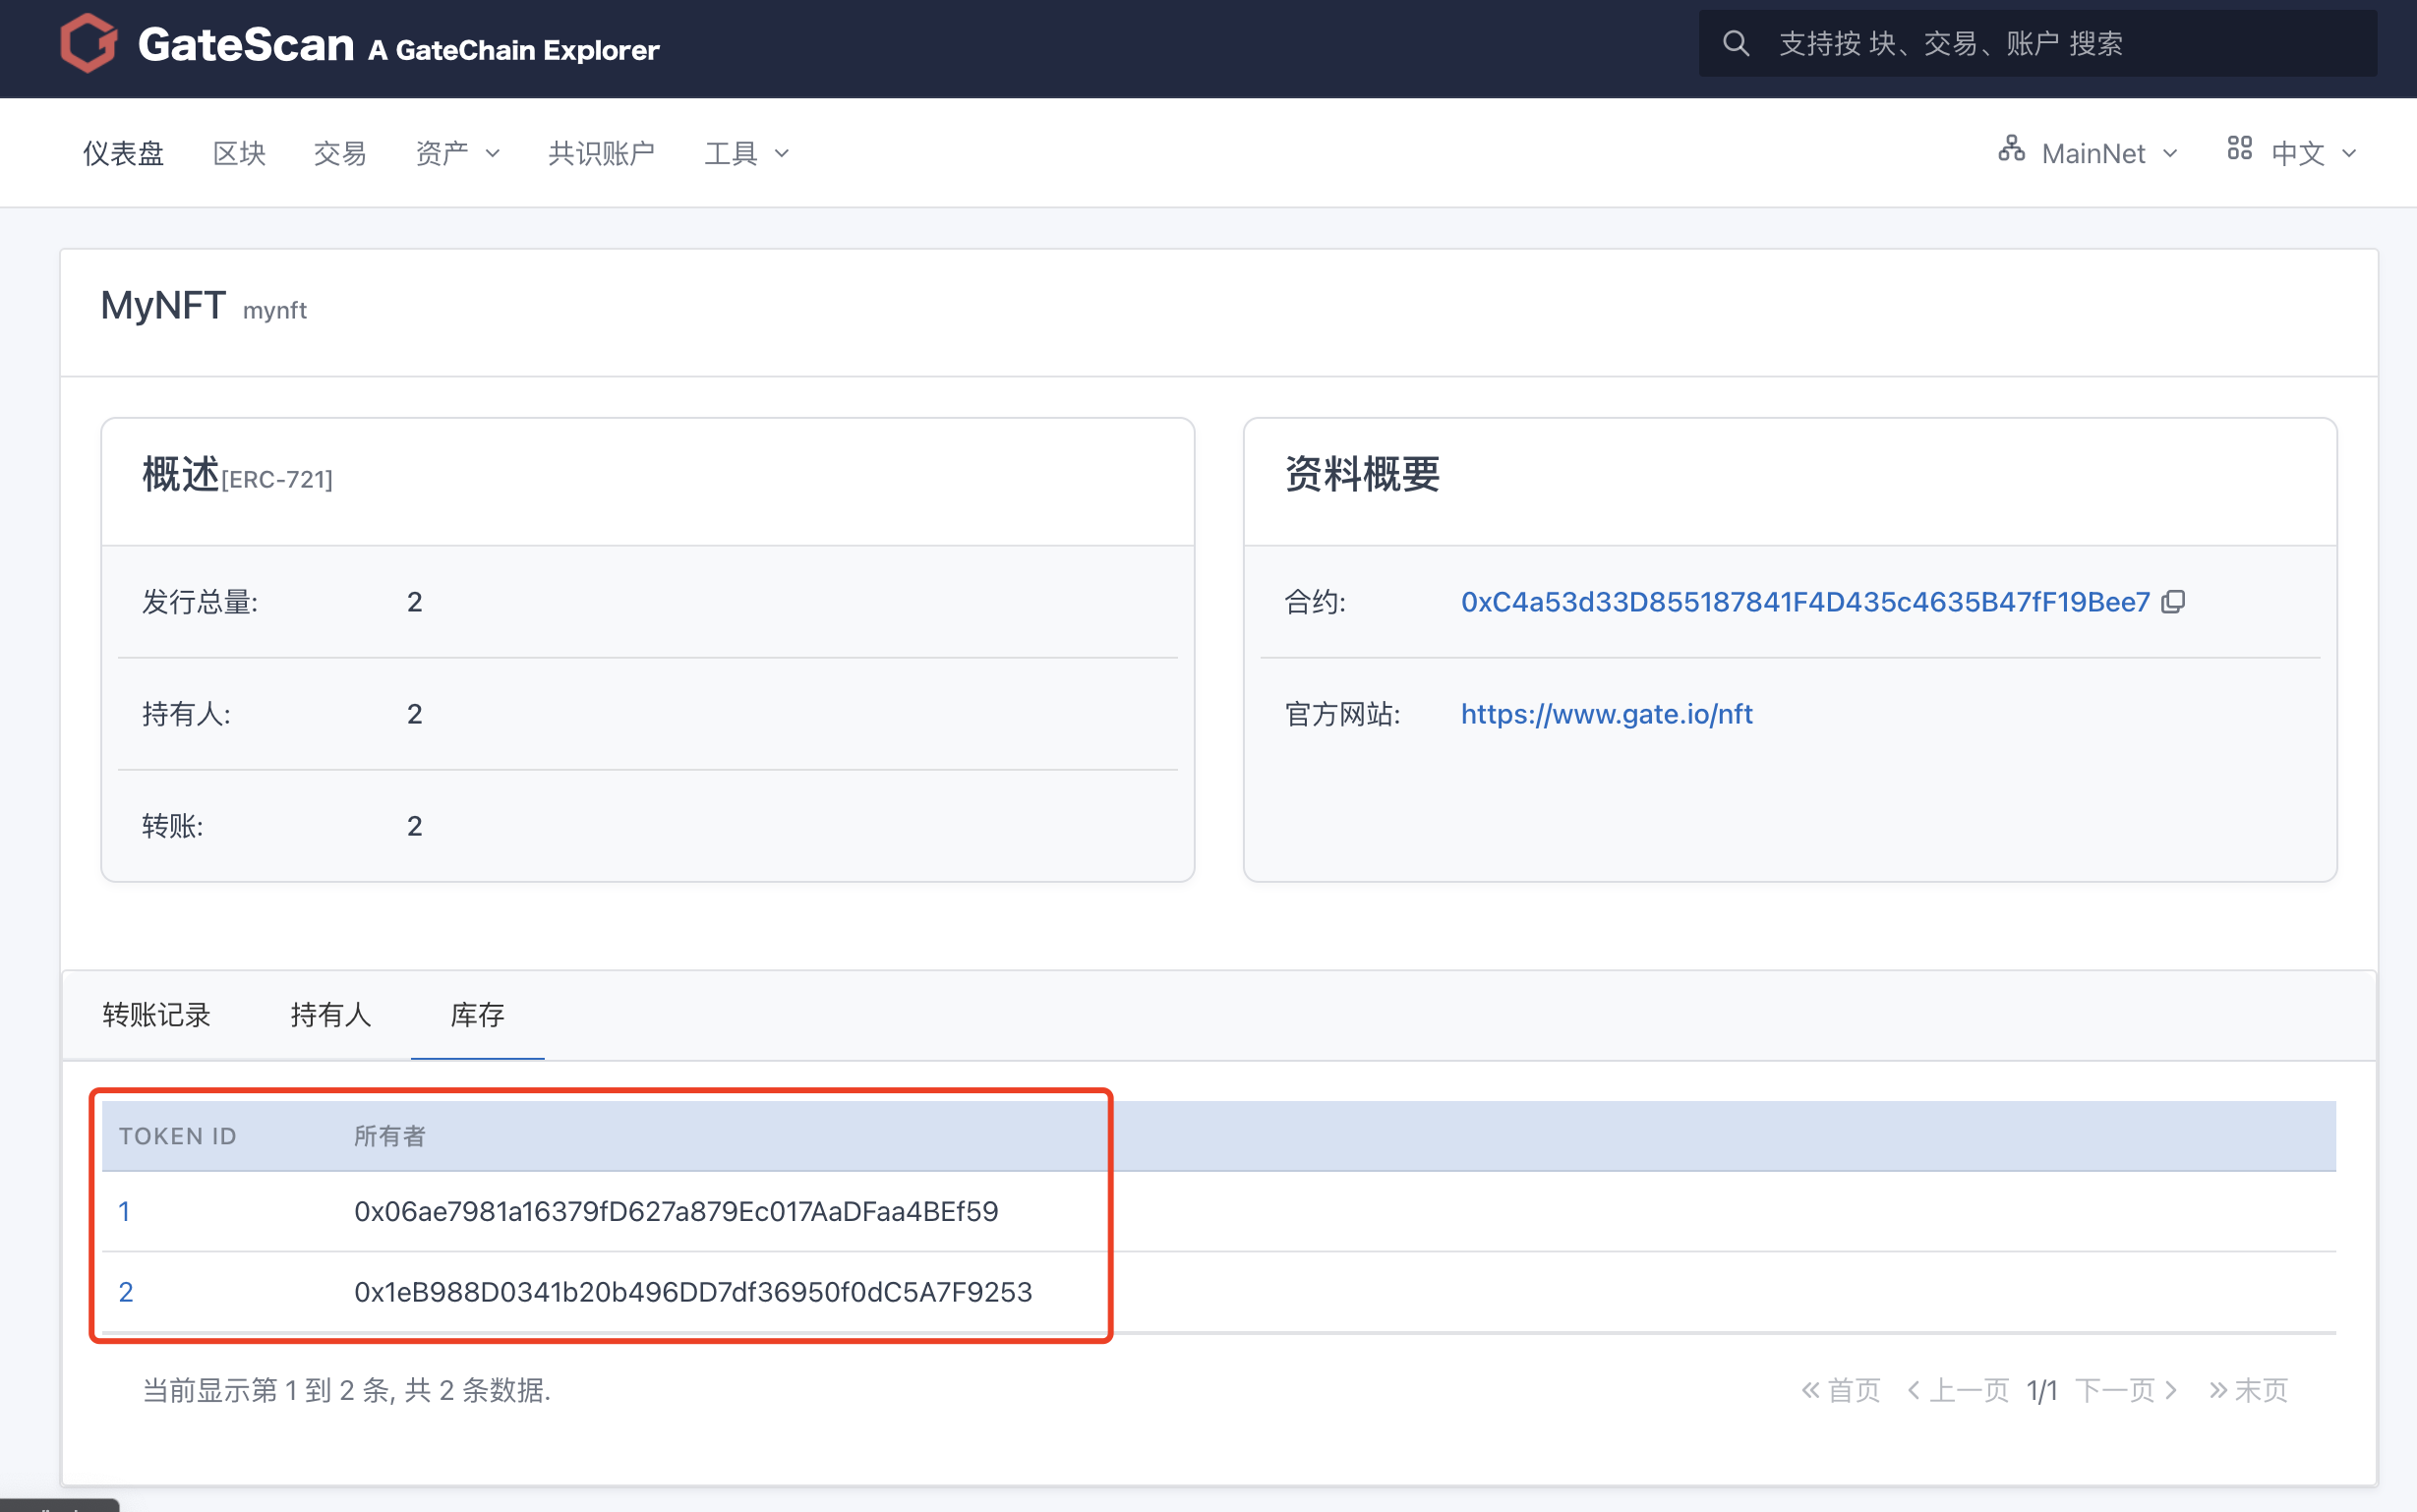 GateScan A GateChain Explorer
支持按 块、交易、账户 搜索
仪表盘 区块 交易 资产 共识账户 工具 MainNet 中文
MyNFT mynft
概述[ERC-721]
发行总量: 2
持有人: 2
转账: 2
资料概要
合约: 0xC4a53d33D855187841F4D435c4635B47fF19Bee7
官方网站: https://www.gate.io/nft
转账记录 持有人 库存
TOKEN ID 所有者
1 0x06ae7981a16379fD627a879Ec017AaDFaa4BEf59
2 0x1eB988D0341b20b496DD7df36950f0dC5A7F9253
当前显示第 1 到 2 条, 共 2 条数据.
« 首页 ‹ 上一页 1/1 下一页 › » 末页